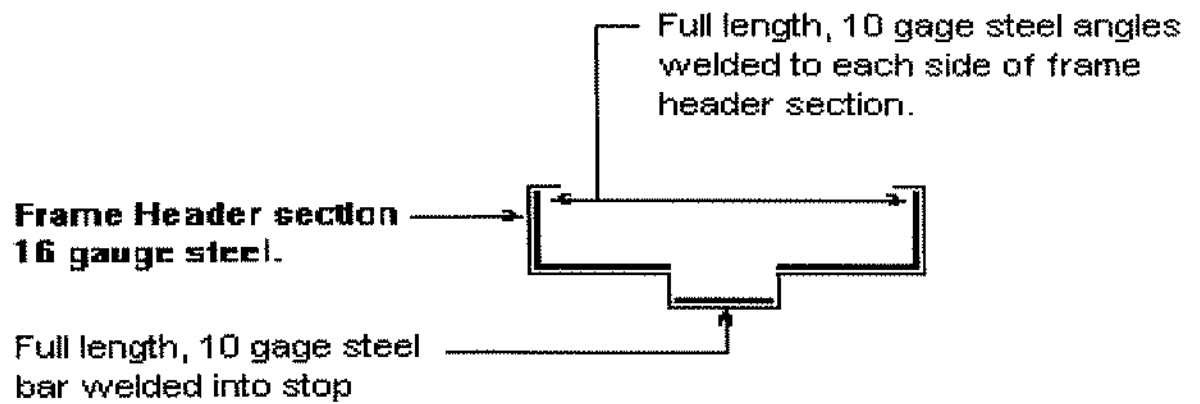 Full length, 10 gage steel angles
welded to each side of frame
header section.
Frame Header section
16 gauge steel.
Full length, 10 gage steel
bar welded into stop